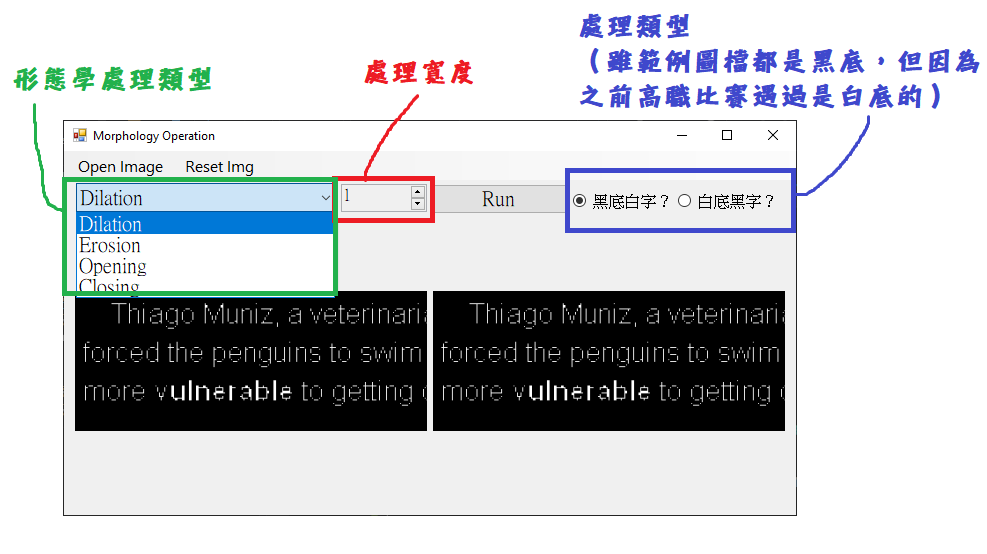 處理類型
（雖範例圖檔都是黑底，但因為
之前高職比賽遇過是白底的）
形態學處理類型
處理寬度
Morphology Operation
Open Image Reset Img
Dilation
1
Run
黑底白字？ 白底黑字？
Dilation
Erosion
Opening
Closing
Thiago Muniz, a veterinaria
forced the penguins to swim
more vulnerable to getting
Thiago Muniz, a veterina
forced the penguins to swim
more vulnerable to getting